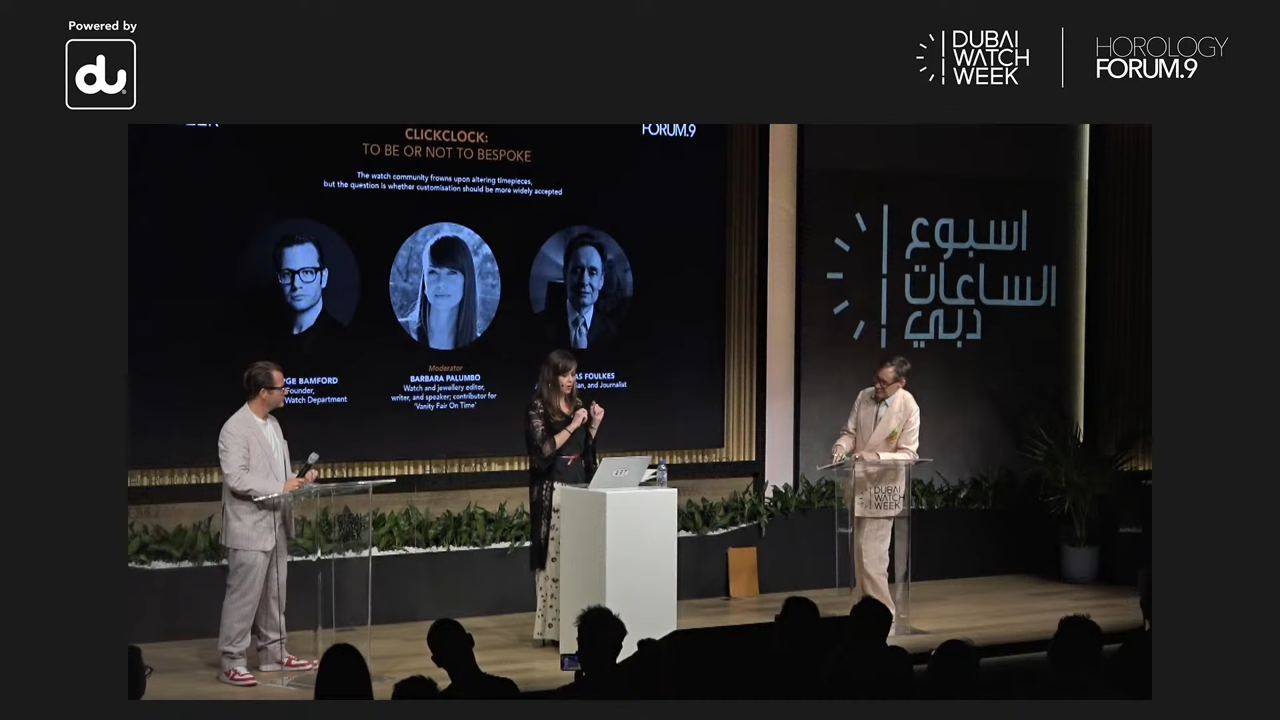 Powered by
du
DUBAI
WATCH
WEEK
HOROLOGY
FORUM.9
FORUM.9
CLICKCLOCK:
TO BE OR NOT TO BESPOKE
The watch community frowns upon altering timepieces,
but the question is whether customisation should be more widely accepted
BAMFORD
Founder,
Watch Department
Moderator
BARBARA PALUMBO
Watch and jewellery editor,
writer, and speaker; contributor for
'Vanity Fair On Time'
FOULKES
and Journalist
اسبوع
الساعات
دبي
DUBAI
WATCH
WEEK